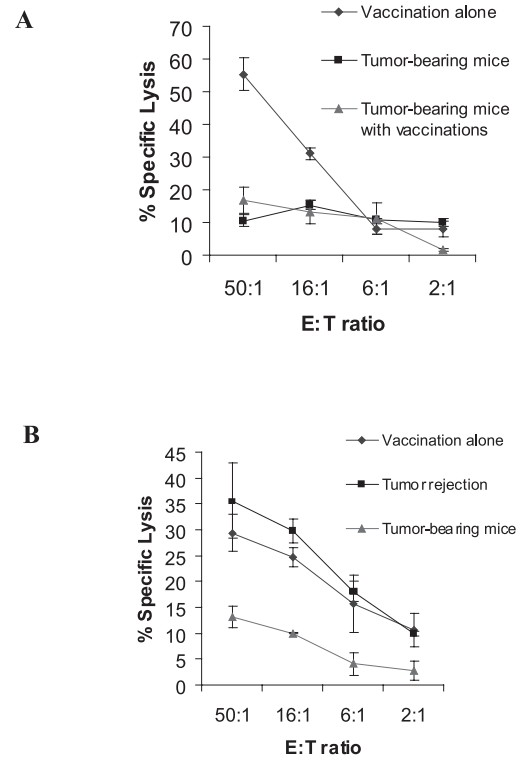 A
Vaccination alone
Tumor-bearing mice
Tumor-bearing mice
with vaccinations
% Specific Lysis
70
60
50
40
30
20
10
0
50:1 16:1 6:1 2:1
E:T ratio
B
Vaccination alone
Tumor rejection
Tumor-bearing mice
% Specific Lysis
45
40
35
30
25
20
15
10
5
0
50:1 16:1 6:1 2:1
E:T ratio